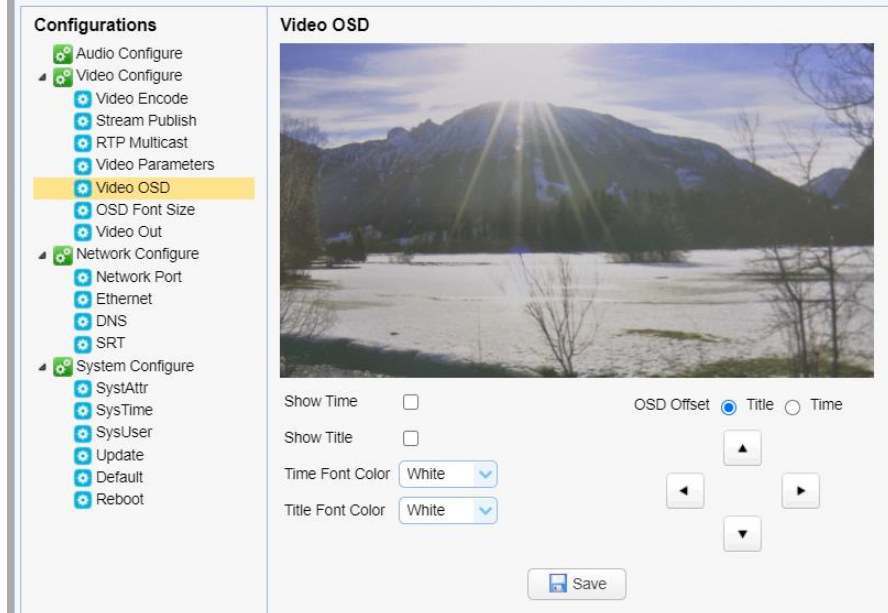 Configurations
Audio Configure
Video Configure
Video Encode
Stream Publish
RTP Multicast
Video Parameters
Video OSD
OSD Font Size
Video Out
Network Configure
Network Port
Ethernet
DNS
SRT
System Configure
SystAttr
SysTime
SysUser
Update
Default
Reboot
Video OSD
Show Time
OSD Offset Title Time
Show Title
Time Font Color White
Title Font Color White
Save